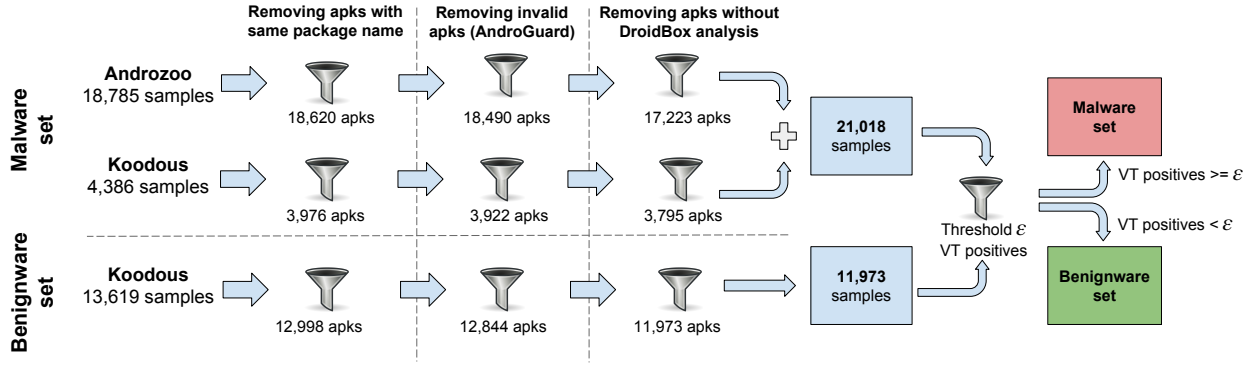 Removing apks with
same package name
Removing invalid
apks (AndroGuard)
Removing apks without
DroidBox analysis
Malware
set
Androzoo
18,785 samples
18,620 apks
18,490 apks
17,223 apks
Koodous
4,386 samples
3,976 apks
3,922 apks
3,795 apks
21,018
samples
Benignware
set
Koodous
13,619 samples
12,998 apks
12,844 apks
11,973 apks
11,973
samples
Threshold ε
VT positives
Malware
set
VT positives >= ε
VT positives < ε
Benignware
set